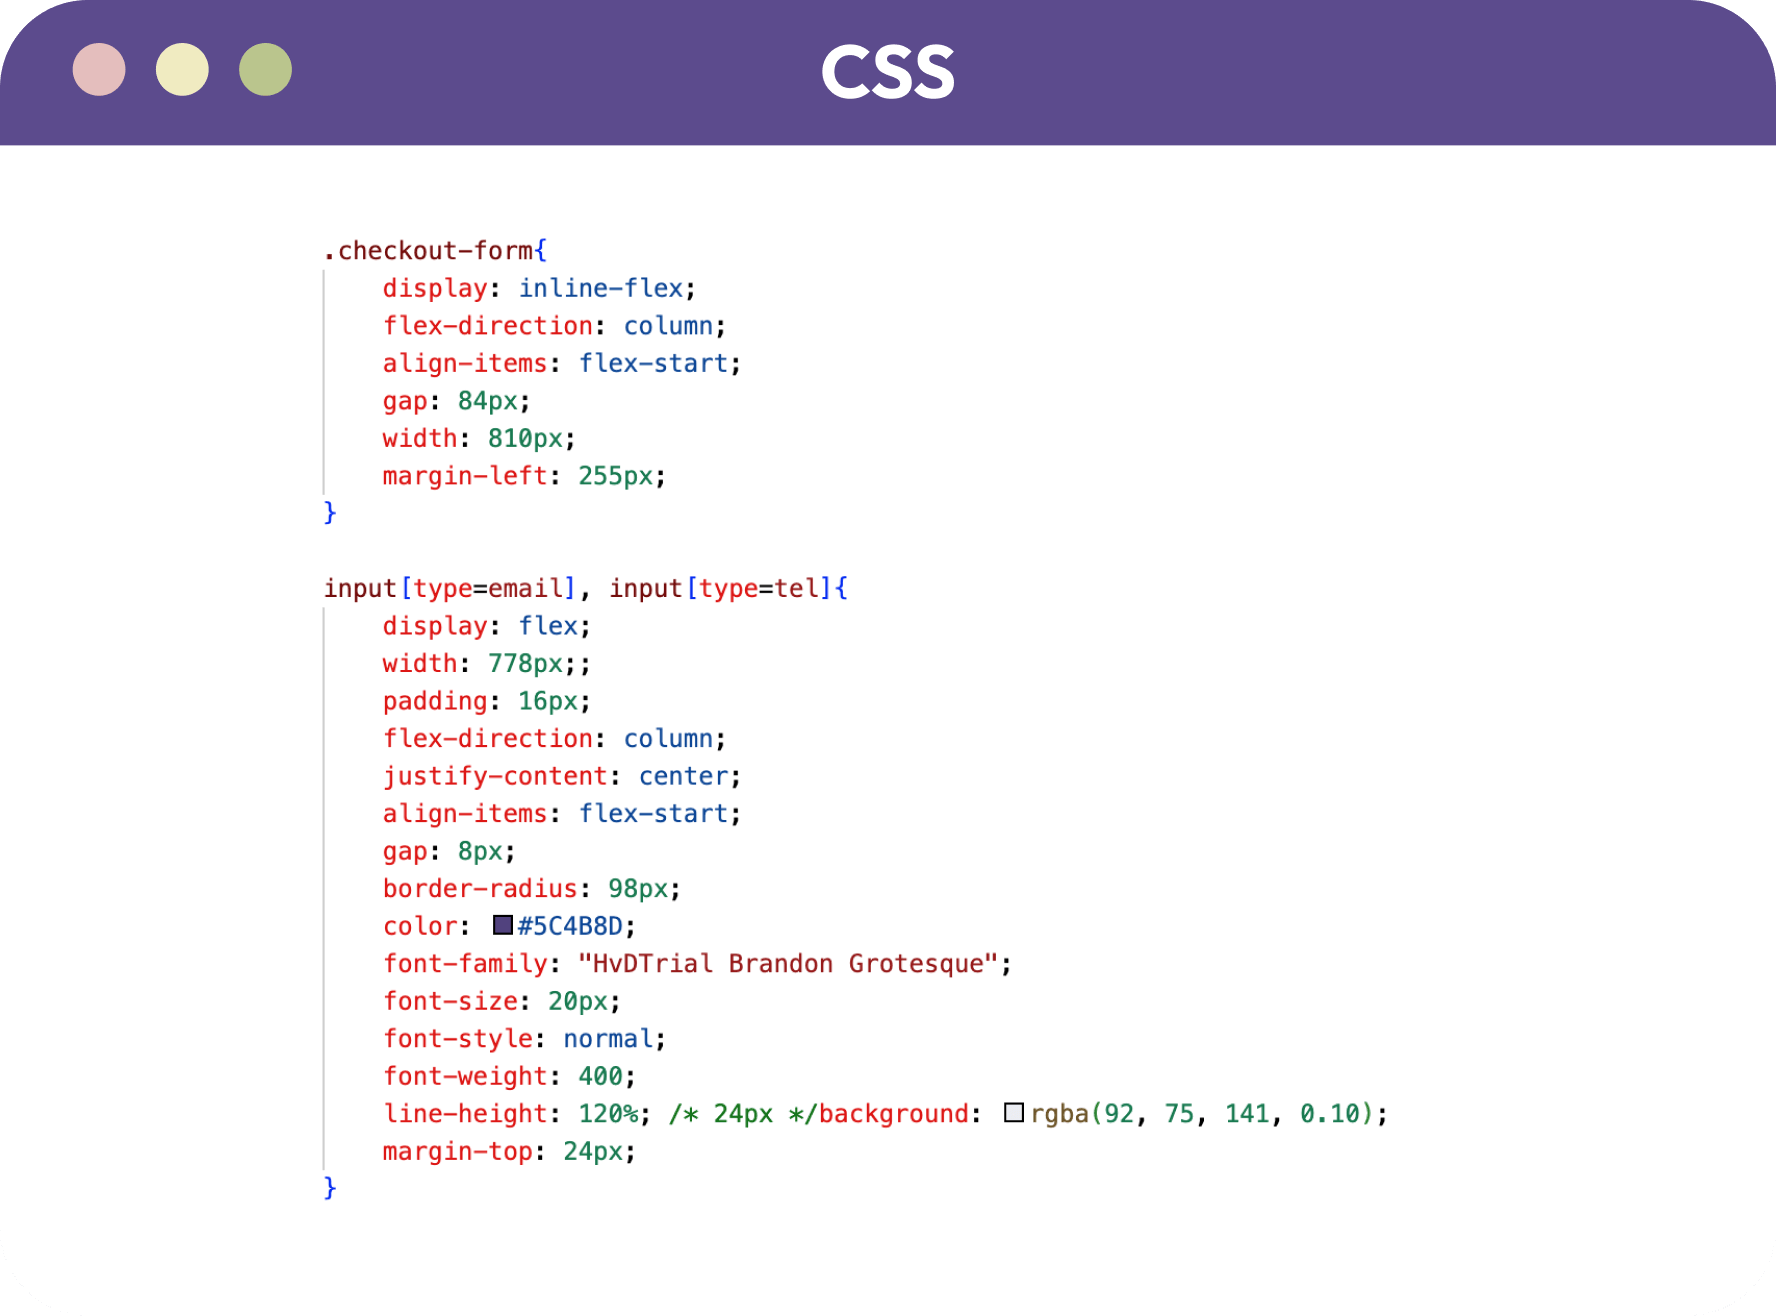 CSS
.checkout-form{
    display: inline-flex;
    flex-direction: column;
    align-items: flex-start;
    gap: 84px;
    width: 810px;
    margin-left: 255px;
}
input[type=email], input[type=tel]{
    display: flex;
    width: 778px;;
    padding: 16px;
    flex-direction: column;
    justify-content: center;
    align-items: flex-start;
    gap: 8px;
    border-radius: 98px;
    color: #5C4B8D;
    font-family: "HvDTrial Brandon Grotesque";
    font-size: 20px;
    font-style: normal;
    font-weight: 400;
    line-height: 120%; /* 24px */background: rgba(92, 75, 141, 0.10);
    margin-top: 24px;
}